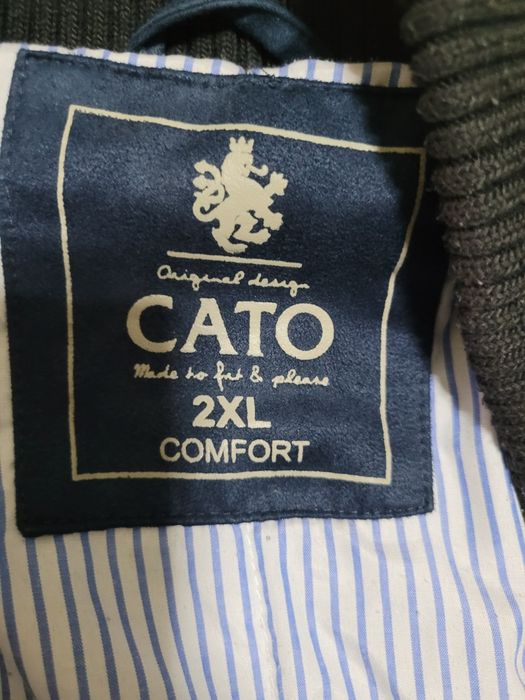 Original design
CATO
Made to fit & please
2XL
COMFORT